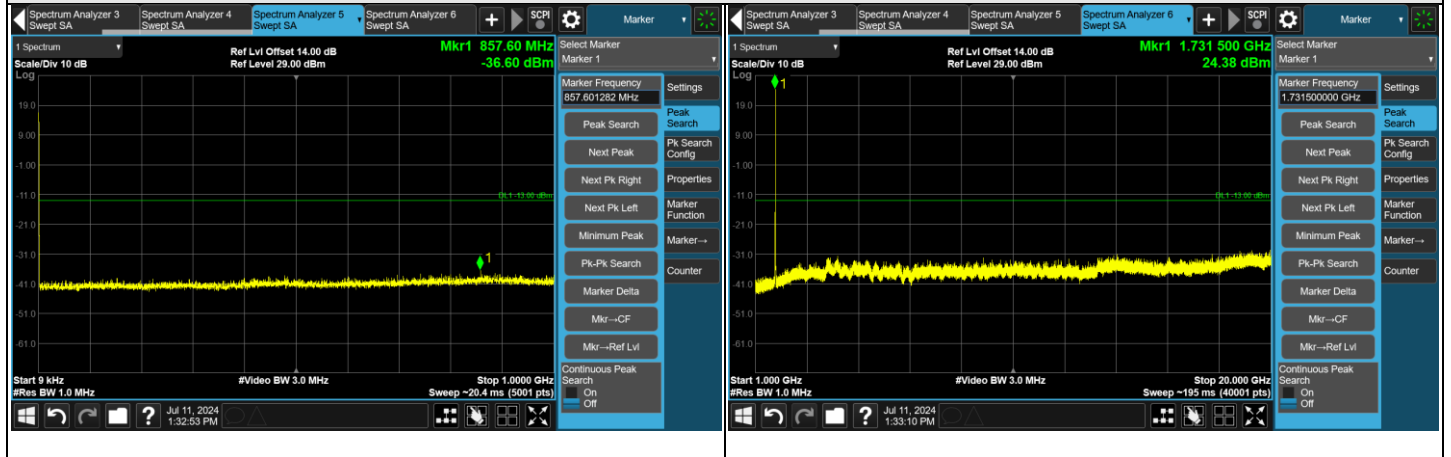 Spectrum Analyzer 3
Swept SA
Spectrum Analyzer 4
Swept SA
Spectrum Analyzer 5
Swept SA
Spectrum Analyzer 6
Swept SA
+
SCPI
Marker
1 Spectrum
Scale/Div 10 dB
Log
Ref Lvl Offset 14.00 dB
Ref Level 29.00 dBm
Mkr1 857.60 MHz
-36.60 dBm
1
DL1 -13.00 dBm
19.0
9.00
-1.00
-11.0
-21.0
-31.0
-41.0
-51.0
-61.0
Start 9 kHz
#Res BW 1.0 MHz
#Video BW 3.0 MHz
Stop 1.0000 GHz
Sweep ~20.4 ms (5001 pts)
Select Marker
Marker 1
Marker Frequency
857.601282 MHz
Peak Search
Next Peak
Next Pk Right
Next Pk Left
Minimum Peak
Pk-Pk Search
Marker Delta
Mkr→CF
Mkr→Ref Lvl
Continuous Peak
Search
On
Off
Settings
Peak
Search
Pk Search
Config
Properties
Marker
Function
Marker→
Counter
?
Jul 11, 2024
1:32:53 PM
Spectrum Analyzer 3
Swept SA
Spectrum Analyzer 4
Swept SA
Spectrum Analyzer 5
Swept SA
Spectrum Analyzer 6
Swept SA
+
SCPI
Marker
1 Spectrum
Scale/Div 10 dB
Log
Ref Lvl Offset 14.00 dB
Ref Level 29.00 dBm
Mkr1 1.731 500 GHz
24.38 dBm
1
DL1 -13.00 dBm
19.0
9.00
-1.00
-11.0
-21.0
-31.0
-41.0
-51.0
-61.0
Start 1.000 GHz
#Res BW 1.0 MHz
#Video BW 3.0 MHz
Stop 20.000 GHz
Sweep ~195 ms (40001 pts)
Select Marker
Marker 1
Marker Frequency
1.731500000 GHz
Peak Search
Next Peak
Next Pk Right
Next Pk Left
Minimum Peak
Pk-Pk Search
Marker Delta
Mkr→CF
Mkr→Ref Lvl
Continuous Peak
Search
On
Off
Settings
Peak
Search
Pk Search
Config
Properties
Marker
Function
Marker→
Counter
?
Jul 11, 2024
1:33:10 PM